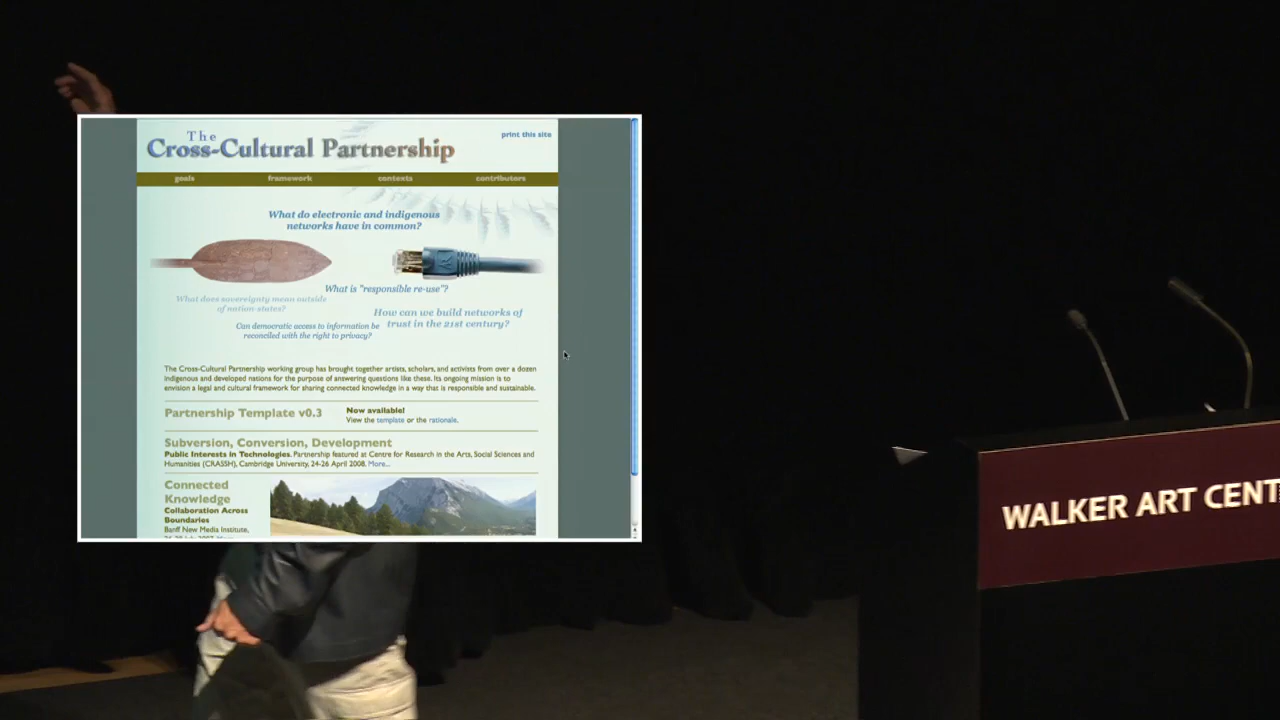 The
Cross-Cultural Partnership
print this site
goals framework contexts contributors
What do electronic and indigenous
networks have in common?
What is "responsible re-use"?
What does sovereignty mean outside
of nation-states?
How can we build networks of
trust in the 21st century?
Can democratic access to information be
reconciled with the right to privacy?
The Cross-Cultural Partnership working group has brought together artists, scholars, and activists from over a dozen
indigenous and developed nations for the purpose of answering questions like these. Its ongoing mission is to
envision a legal and cultural framework for sharing connected knowledge in a way that is responsible and sustainable.
Partnership Template v0.3
Now available!
View the template or the rationale.
Subversion, Conversion, Development
Public Interests in Technologies. Partnership featured at Centre for Research in the Arts, Social Sciences and
Humanities (CRASSH), Cambridge University, 24-26 April 2008. More...
Connected
Knowledge
Collaboration Across
Boundaries
Banff New Media Institute,
WALKER ART CENT